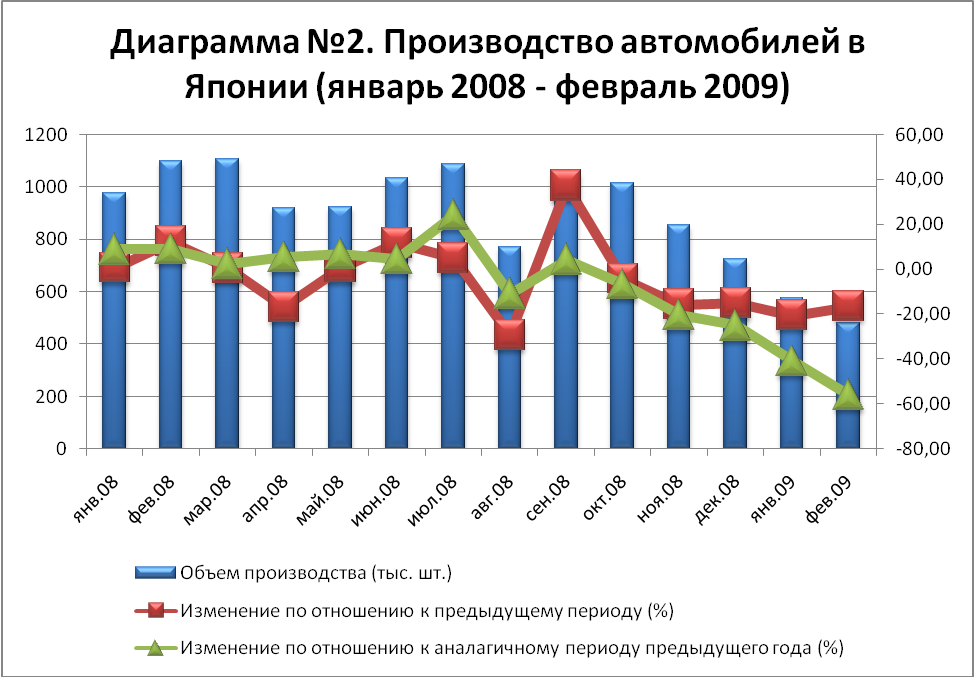 Диаграмма №2. Производство автомобилей в
Японии (январь 2008 - февраль 2009)
1200
1000
800
600
400
200
0
60,00
40,00
20,00
0,00
-20,00
-40,00
-60,00
-80,00
янв.08
фев.08
мар.08
апр.08
май.08
июн.08
июл.08
авг.08
сен.08
окт.08
ноя.08
дек.08
янв.09
фев.09
Объем производства (тыс. шт.)
Изменение по отношению к предыдущему периоду (%)
Изменение по отношению к аналагичному периоду предыдущего года (%)